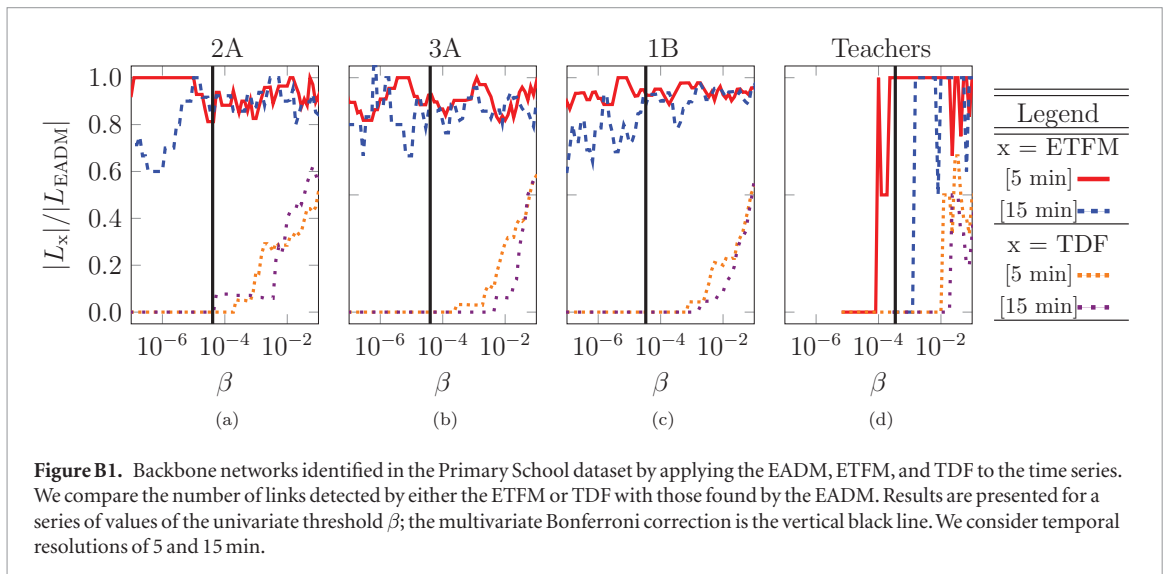 2A
3A
1B
Teachers
|L_x|/|L_EADM|
1.0
0.8
0.6
0.4
0.2
0.0
10^−6 10^−4 10^−2
10^−6 10^−4 10^−2
10^−6 10^−4 10^−2
10^−6 10^−4 10^−2
β
β
β
β
(a)
(b)
(c)
(d)
Legend
x = ETFM
[5 min]
[15 min]
x = TDF
[5 min]
[15 min]
Figure B1. Backbone networks identified in the Primary School dataset by applying the EADM, ETFM, and TDF to the time series.
We compare the number of links detected by either the ETFM or TDF with those found by the EADM. Results are presented for a
series of values of the univariate threshold β; the multivariate Bonferroni correction is the vertical black line. We consider temporal
resolutions of 5 and 15 min.